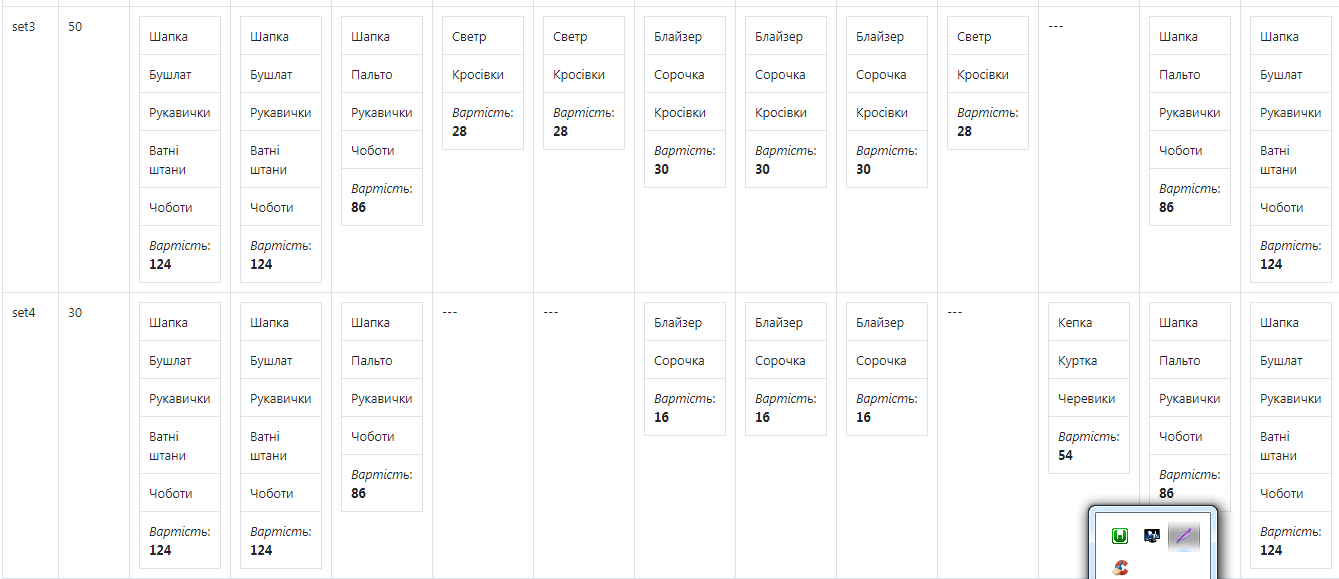 set3
50
Шапка
Бушлат
Рукавички
Ватні
штани
Чоботи
Вартість:
124
Шапка
Бушлат
Рукавички
Ватні
штани
Чоботи
Вартість:
124
Шапка
Пальто
Рукавички
Чоботи
Вартість:
86
Светр
Кросівки
Вартість:
28
Светр
Кросівки
Вартість:
28
Блайзер
Сорочка
Кросівки
Вартість:
30
Блайзер
Сорочка
Кросівки
Вартість:
30
Блайзер
Сорочка
Кросівки
Вартість:
30
Светр
Кросівки
Вартість:
28
---
Шапка
Пальто
Рукавички
Чоботи
Вартість:
86
Шапка
Бушлат
Рукавички
Ватні
штани
Чоботи
Вартість:
124
set4
30
Шапка
Бушлат
Рукавички
Ватні
штани
Чоботи
Вартість:
124
Шапка
Бушлат
Рукавички
Ватні
штани
Чоботи
Вартість:
124
Шапка
Пальто
Рукавички
Чоботи
Вартість:
86
---
---
Блайзер
Сорочка
Вартість:
16
Блайзер
Сорочка
Вартість:
16
Блайзер
Сорочка
Вартість:
16
---
Кепка
Куртка
Черевики
Вартість:
54
Шапка
Пальто
Рукавички
Чоботи
Вартість:
86
Шапка
Бушлат
Рукавички
Ватні
штани
Чоботи
Вартість:
124